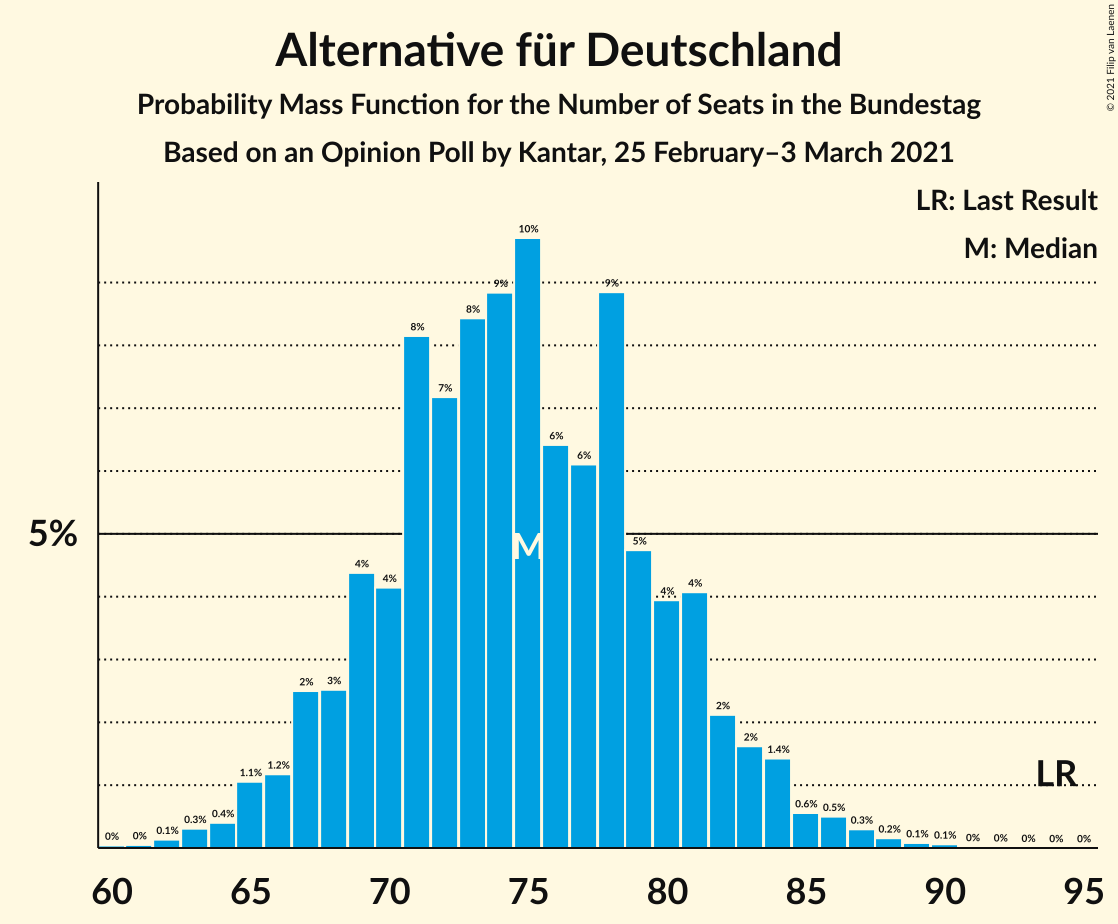 Alternative für Deutschland
Probability Mass Function for the Number of Seats in the Bundestag
Based on an Opinion Poll by Kantar, 25 February–3 March 2021
© 2021 Filip van Laenen
LR: Last Result
M: Median
5%
0% 0% 0.1% 0.3% 0.4% 1.1% 1.2% 2% 3% 4% 4% 8% 7% 8% 9% 10% 6% 6% 9% 5% 4% 4% 2% 2% 1.4% 0.6% 0.5% 0.3% 0.2% 0.1% 0.1% 0% 0% 0% 0% 0%
M
LR
60 65 70 75 80 85 90 95